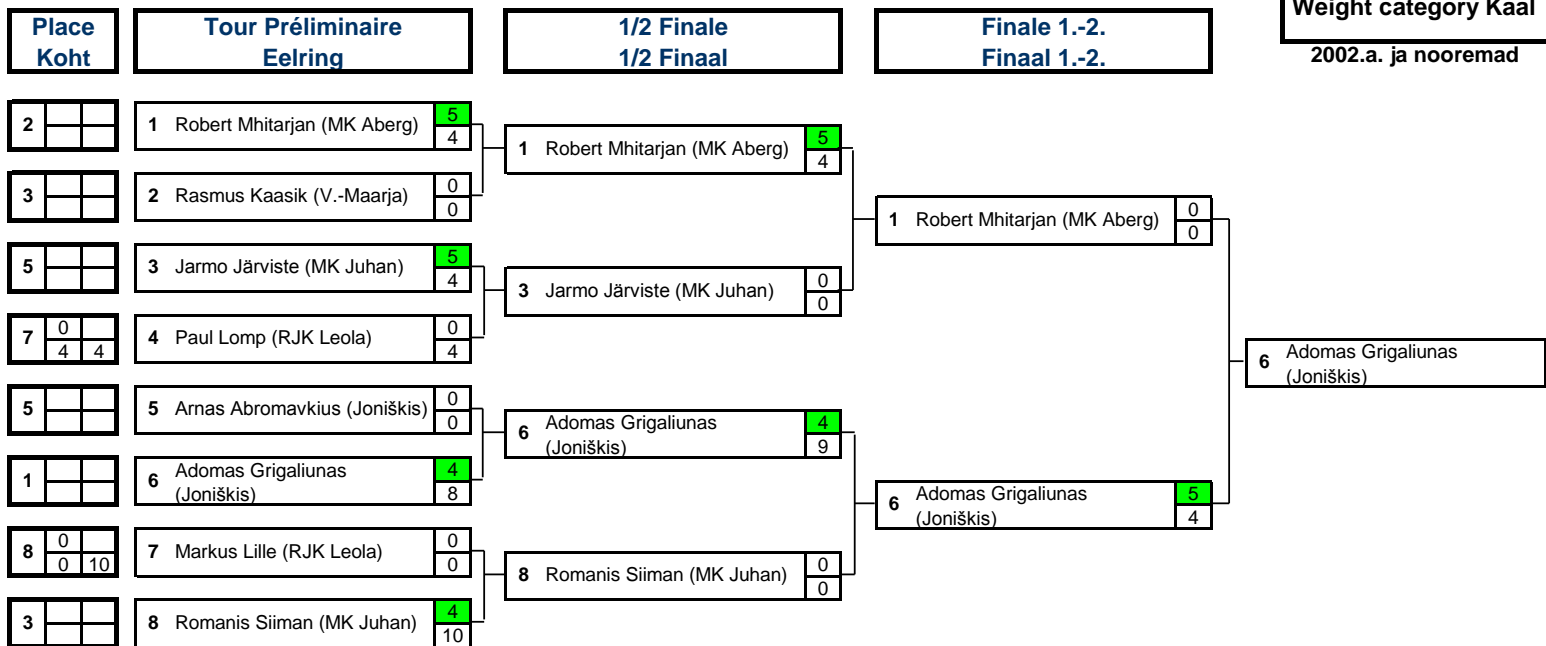 Weight category Kaal
2002.a. ja nooremad
Place
Koht
Tour Préliminaire
Eelring
1/2 Finale
1/2 Finaal
Finale 1.-2.
Finaal 1.-2.
2
1 Robert Mhitarjan (MK Aberg) 5
4
3
2 Rasmus Kaasik (V.-Maarja) 0
0
5
3 Jarmo Järviste (MK Juhan) 5
4
7 0
4 4
4 Paul Lomp (RJK Leola) 0
4
5
5 Arnas Abromavkius (Joniškis) 0
0
1
6 Adomas Grigaliunas 4
(Joniškis) 8
8 0
0 10
7 Markus Lille (RJK Leola) 0
0
3
8 Romanis Siiman (MK Juhan) 4
10
1 Robert Mhitarjan (MK Aberg) 5
4
3 Jarmo Järviste (MK Juhan) 0
0
6 Adomas Grigaliunas 4
(Joniškis) 9
8 Romanis Siiman (MK Juhan) 0
0
1 Robert Mhitarjan (MK Aberg) 0
0
6 Adomas Grigaliunas 5
(Joniškis) 4
6 Adomas Grigaliunas
(Joniškis)